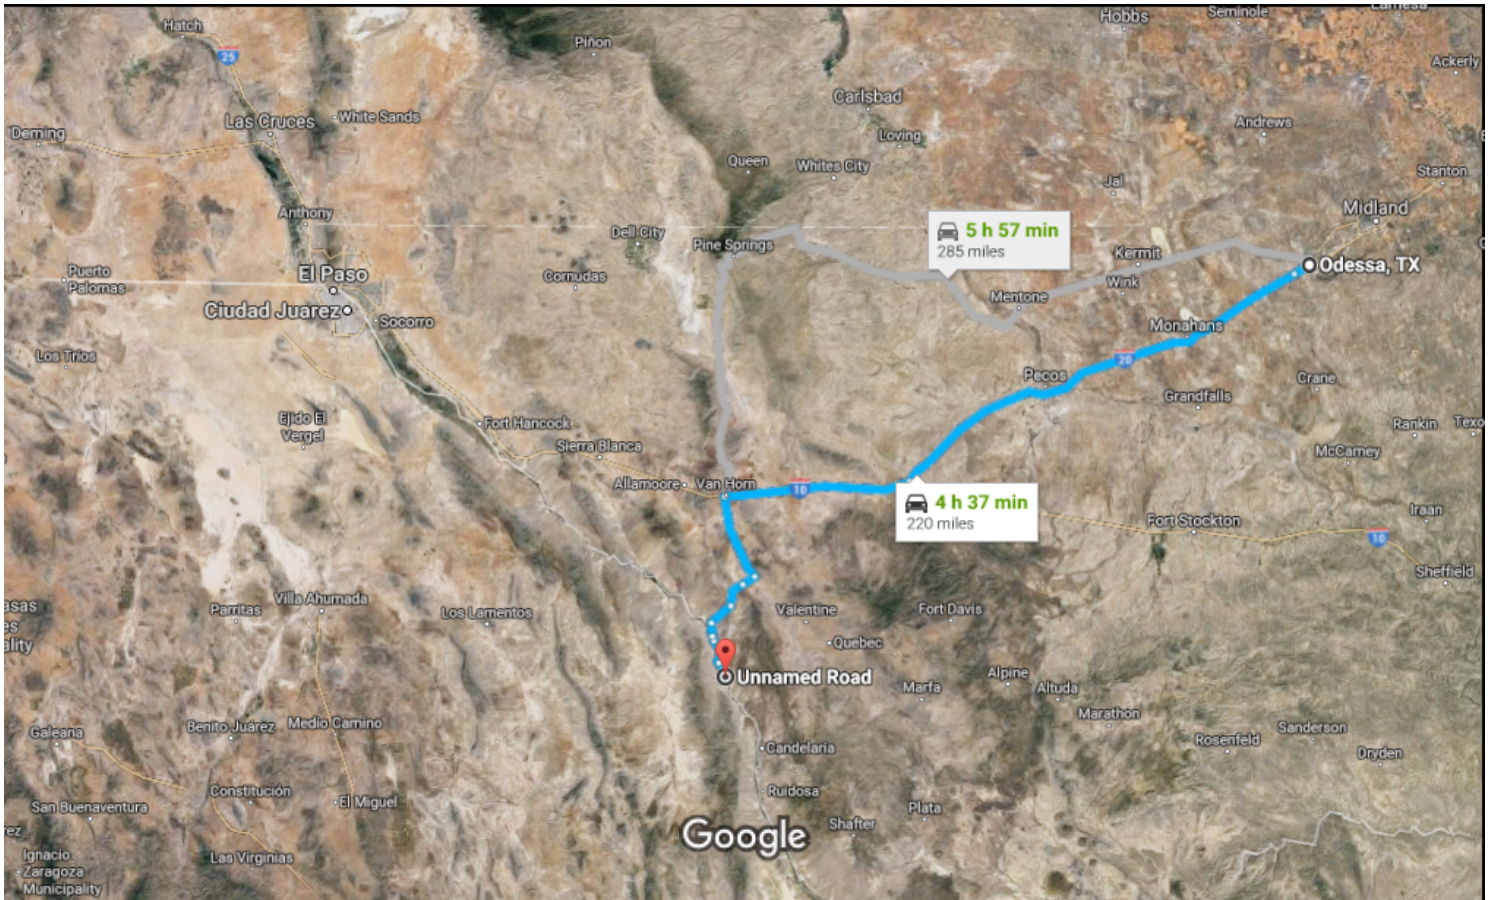 Hatch
25
Piñon
Hobbs
Seminole
Lamesa
Ackerly
Las Cruces
White Sands
Deming
Carlsbad
Loving
Andrews
Queen
Whites City
Stanton
Jal
Midland
Anthony
Dell City
Pine Springs
5 h 57 min
285 miles
Kermit
Odessa, TX
Puerto
Palomas
El Paso
Cornudas
Wink
Mentone
Ciudad Juarez
Socorro
Monahans
Los Trios
20
Pecos
Crane
Grandfalls
Ejido El
Vergel
Fort Hancock
Sierra Blanca
Rankin
Texo
McCamey
Allamoore
Van Horn
10
4 h 37 min
220 miles
Fort Stockton
Iraan
10
Sheffield
asas
es
ality
Parritas
Villa Ahumada
Los Lamentos
Valentine
Fort Davis
Quebec
Unnamed Road
Alpine
Marfa
Altuda
Marathon
Galeana
Benito Juárez
Medio Camino
Sanderson
Rosenfeld
Dryden
Candelaria
Constitución
El Miguel
Ruidosa
San Buenaventura
Plata
Shafter
rez
Google
Ignacio
Zaragoza
Municipality
Las Virginias